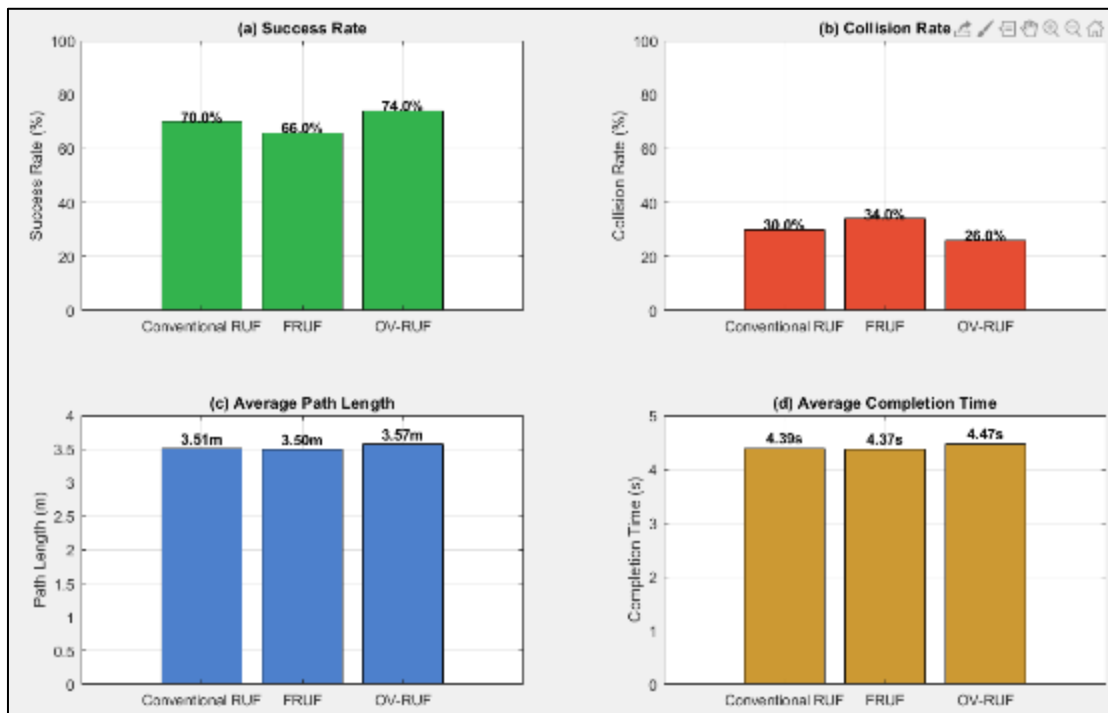 (a) Success Rate
100
80
60
40
20
0
Success Rate (%)
70.0%
66.0%
74.0%
Conventional RUF FRUF OV-RUF
(b) Collision Rate
100
80
60
40
20
0
Collision Rate (%)
30.0%
34.0%
26.0%
Conventional RUF FRUF OV-RUF
(c) Average Path Length
4
3.5
3
2.5
2
1.5
1
0.5
0
Path Length (m)
3.51m
3.50m
3.57m
Conventional RUF FRUF OV-RUF
(d) Average Completion Time
5
4
3
2
1
0
Completion Time (s)
4.39s
4.37s
4.47s
Conventional RUF FRUF OV-RUF